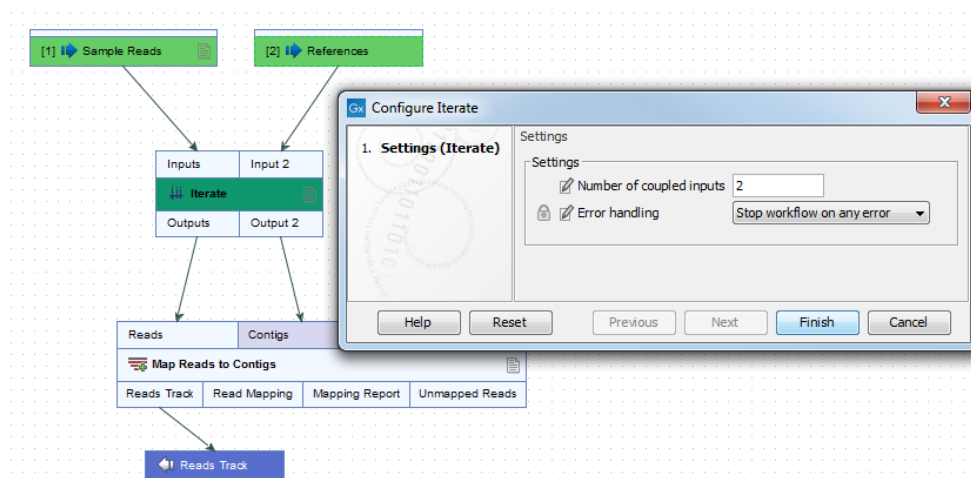 [1] Sample Reads
[2] References
Inputs
Input 2
Iterate
Outputs
Output 2
Reads
Contigs
Map Reads to Contigs
Reads Track
Read Mapping
Mapping Report
Unmapped Reads
Reads Track
Gx Configure Iterate
1. Settings (Iterate)
Settings
Settings
Number of coupled inputs 2
Error handling Stop workflow on any error
Help
Reset
Previous
Next
Finish
Cancel